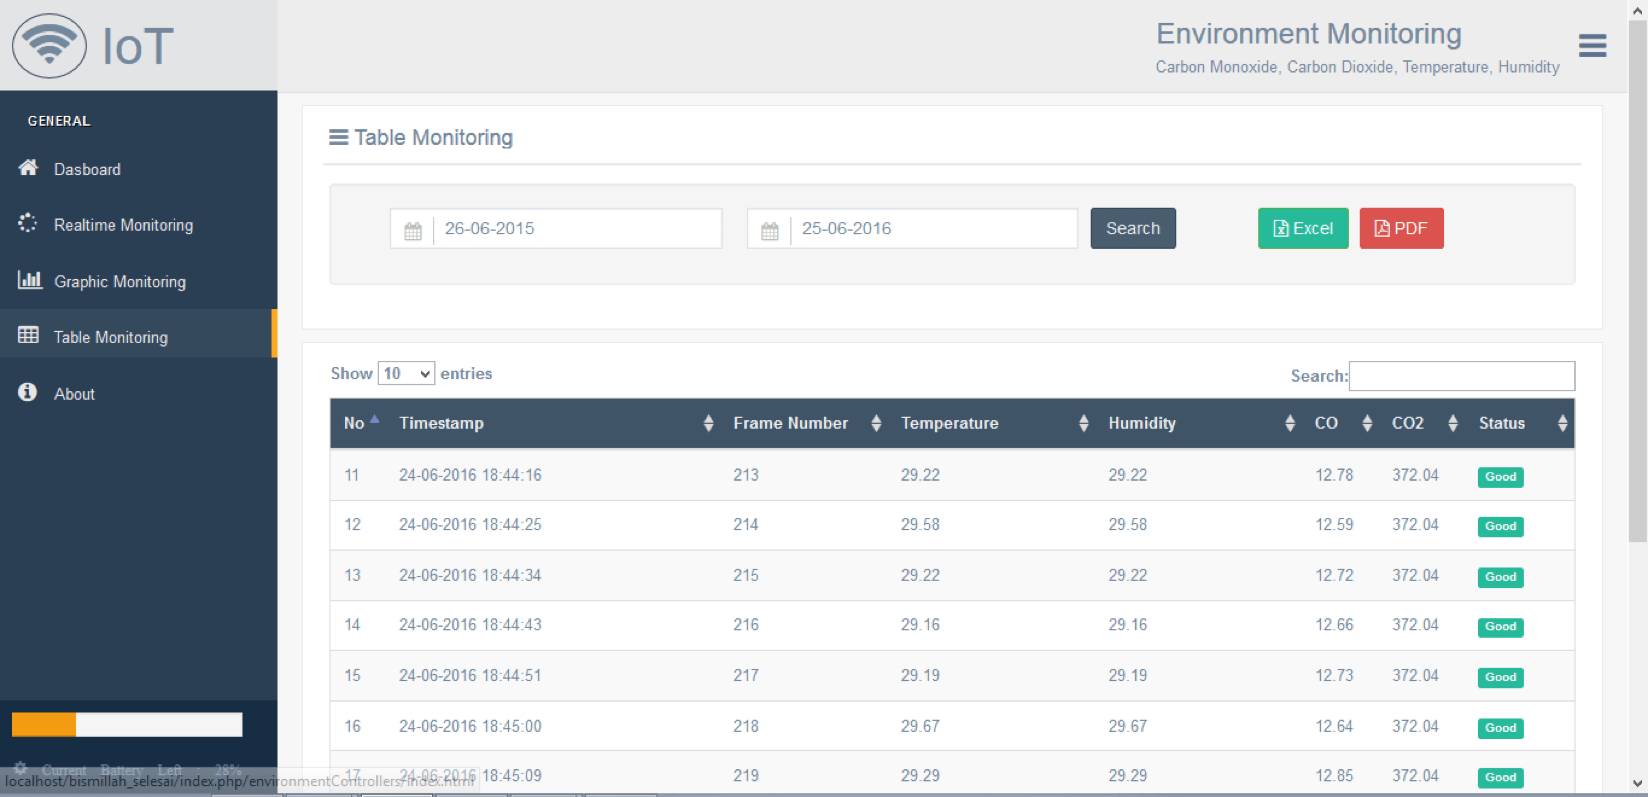 IoT
Environment Monitoring
Carbon Monoxide, Carbon Dioxide, Temperature, Humidity
GENERAL
Dasboard
Realtime Monitoring
Graphic Monitoring
Table Monitoring
About
Current Battery Left : 28%
localhost/bismillah_selesai/index.php/environmentControllers/index.html
Table Monitoring
26-06-2015 25-06-2016 Search Excel PDF
Show 10 entries Search:
No Timestamp Frame Number Temperature Humidity CO CO2 Status
11 24-06-2016 18:44:16 213 29.22 29.22 12.78 372.04 Good
12 24-06-2016 18:44:25 214 29.58 29.58 12.59 372.04 Good
13 24-06-2016 18:44:34 215 29.22 29.22 12.72 372.04 Good
14 24-06-2016 18:44:43 216 29.16 29.16 12.66 372.04 Good
15 24-06-2016 18:44:51 217 29.19 29.19 12.73 372.04 Good
16 24-06-2016 18:45:00 218 29.67 29.67 12.64 372.04 Good
17 24-06-2016 18:45:09 219 29.29 29.29 12.85 372.04 Good